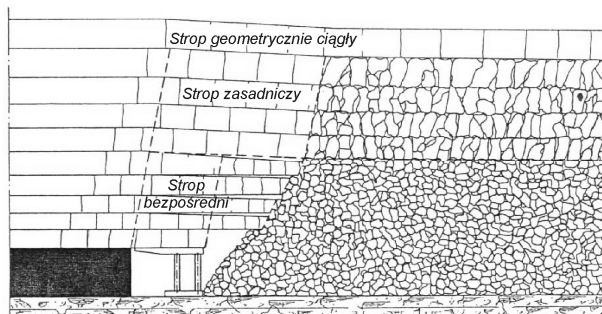 Strop geometrycznie ciągły
Strop zasadniczy
Strop
bezpośredni